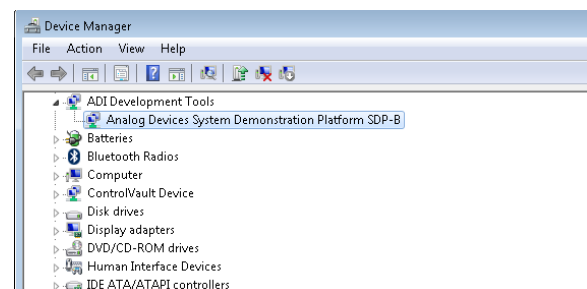 Device Manager
File Action View Help
ADI Development Tools
Analog Devices System Demonstration Platform SDP-B
Batteries
Bluetooth Radios
Computer
ControlVault Device
Disk drives
Display adapters
DVD/CD-ROM drives
Human Interface Devices
IDE ATA/ATAPI controllers